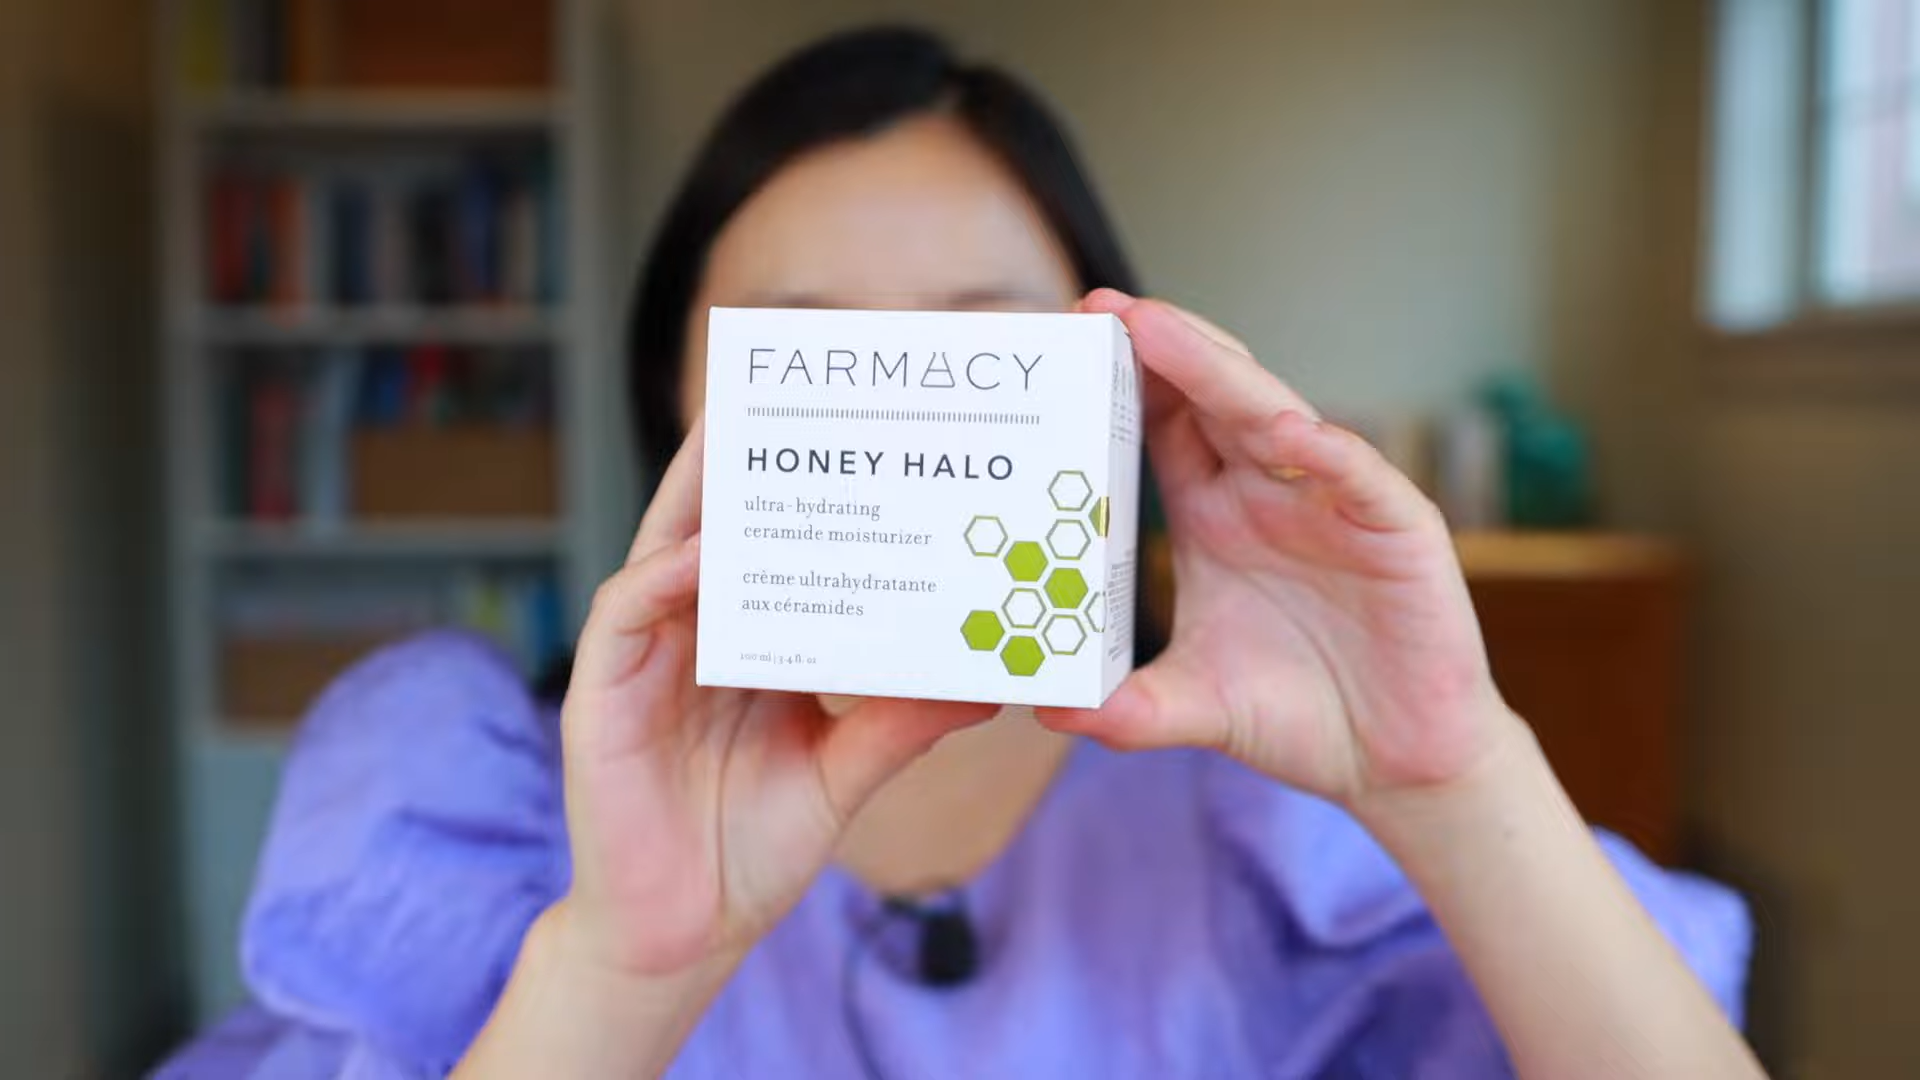 FARMACY
HONEY HALO
ultra-hydrating
ceramide moisturizer
crème ultrahydratante
aux céramides
100 ml | 3.4 fl. oz